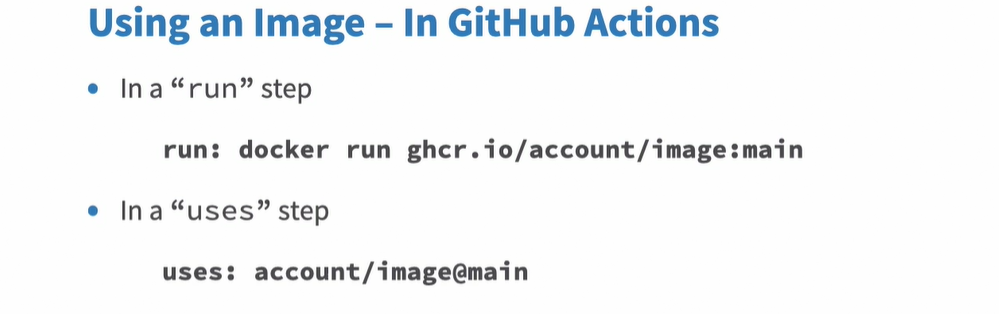 Using an Image – In GitHub Actions
• In a “run” step
run: docker run ghcr.io/account/image:main
• In a “uses” step
uses: account/image@main